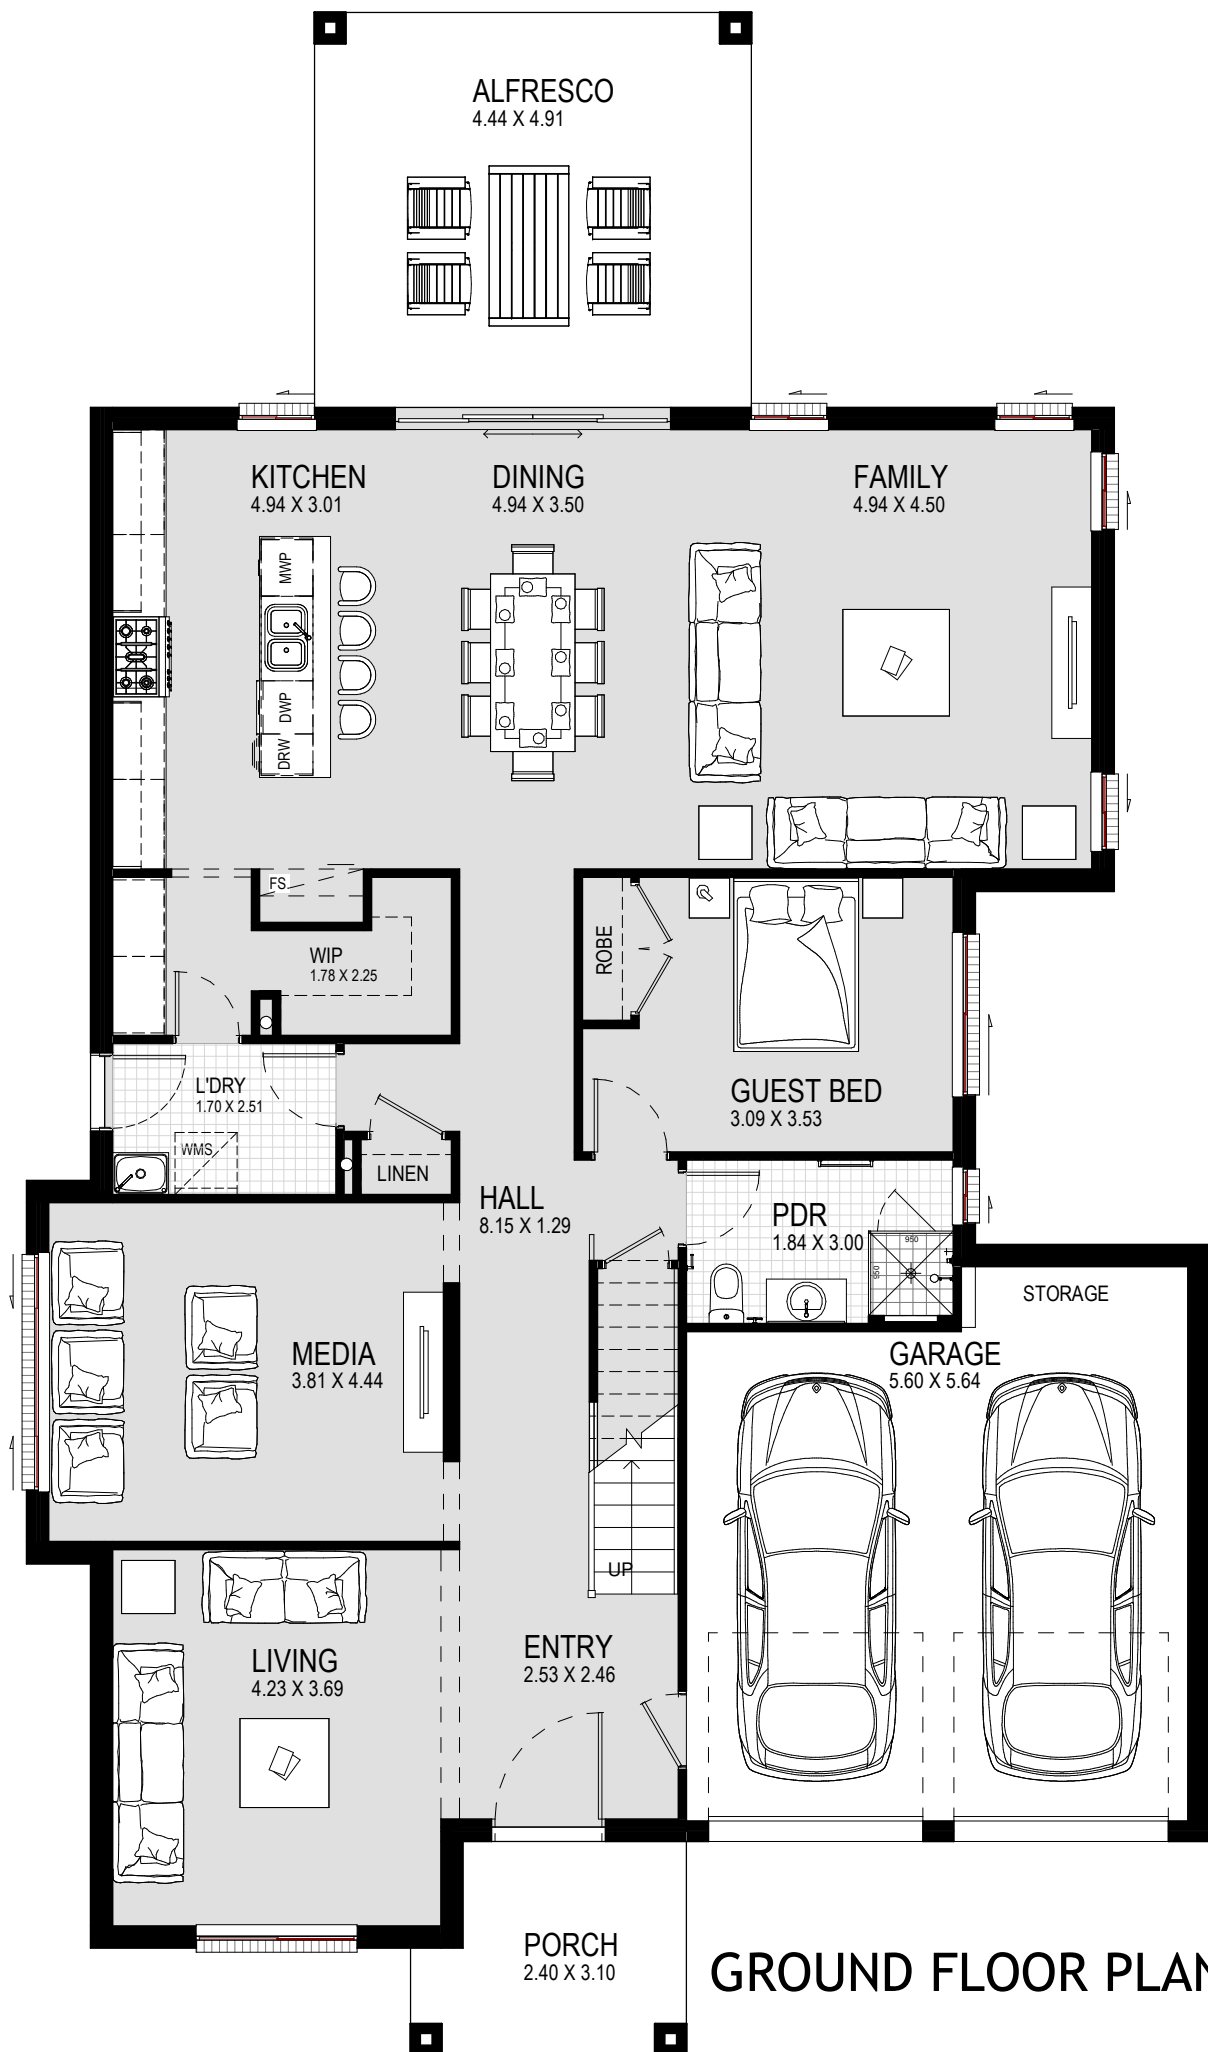 ALFRESCO
4.44 X 4.91
KITCHEN
4.94 X 3.01
DINING
4.94 X 3.50
FAMILY
4.94 X 4.50
MWP
DWP
DRW
FS.
WIP
1.78 X 2.25
ROBE
L'DRY
1.70 X 2.51
WMS
GUEST BED
3.09 X 3.53
LINEN
HALL
8.15 X 1.29
PDR
1.84 X 3.00
950
950
STORAGE
MEDIA
3.81 X 4.44
GARAGE
5.60 X 5.64
UP
LIVING
4.23 X 3.69
ENTRY
2.53 X 2.46
PORCH
2.40 X 3.10
GROUND FLOOR PLAN